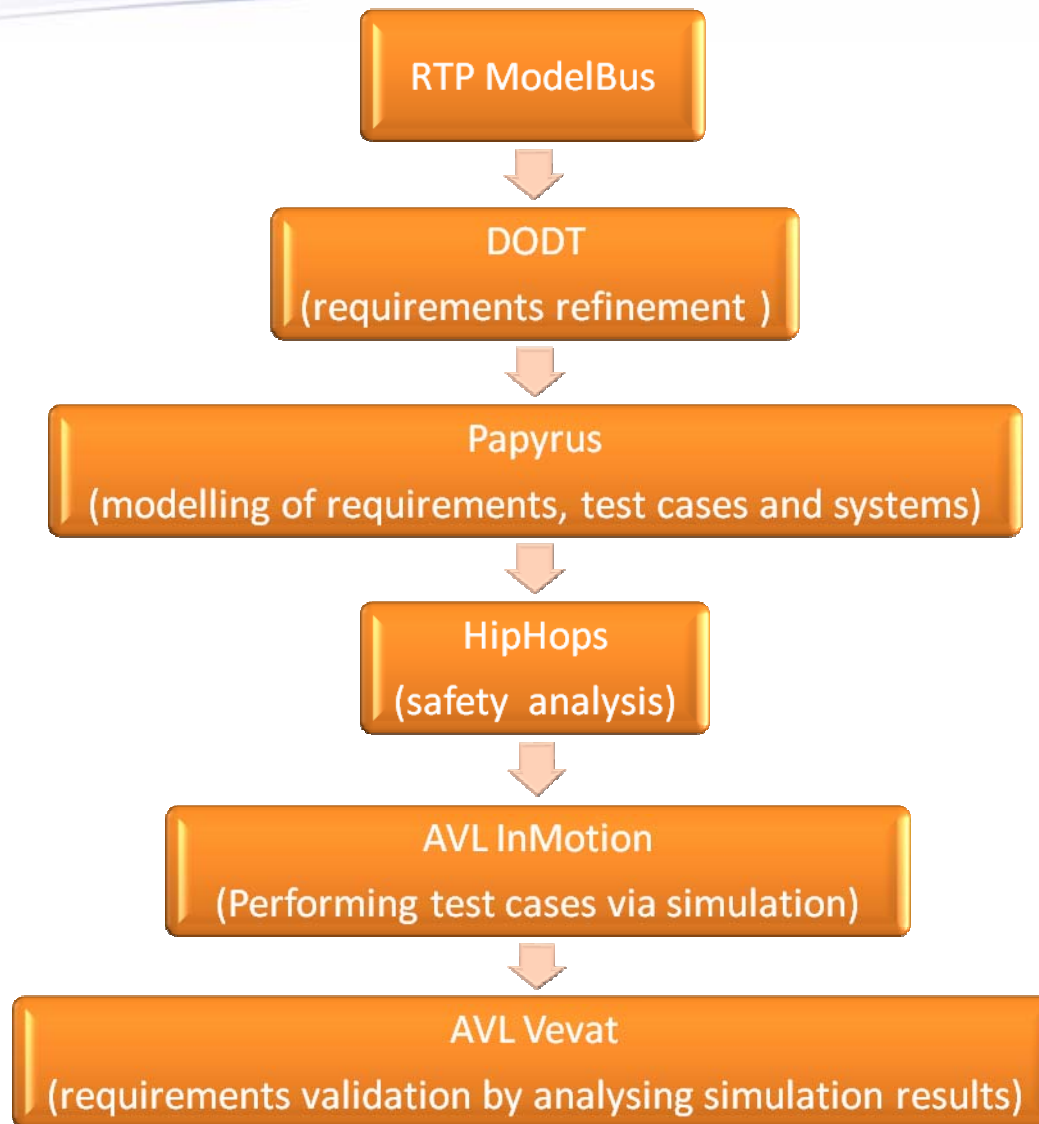 RTP ModelBus
DODT
(requirements refinement )
Papyrus
(modelling of requirements, test cases and systems)
HipHops
(safety analysis)
AVL InMotion
(Performing test cases via simulation)
AVL Vevat
(requirements validation by analysing simulation results)